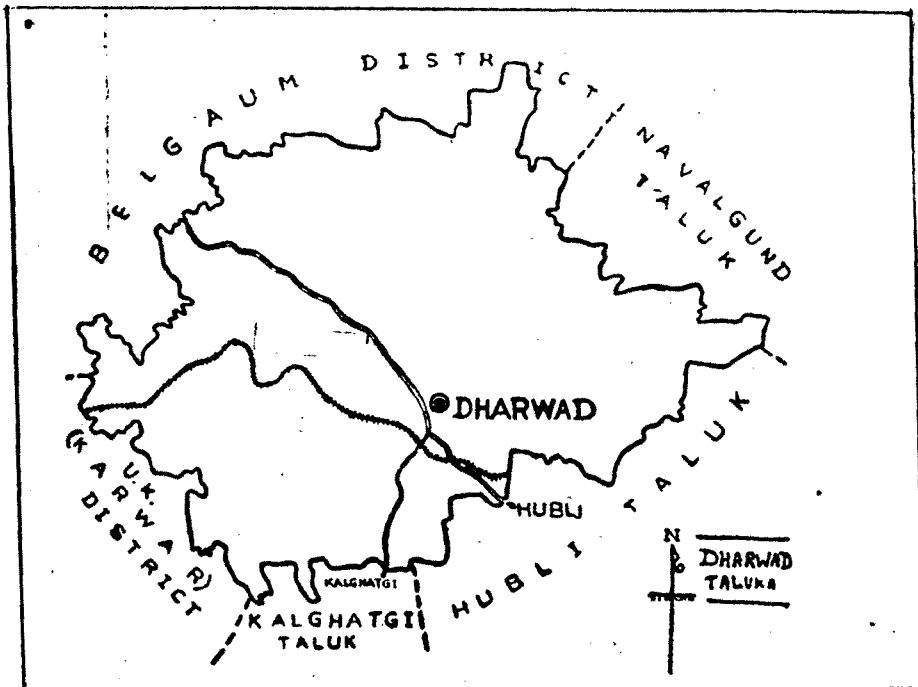 BELGAUM DISTRICT
NAVALGUND
TALUK
DHARWAD
HUBLI
HUBLI TALUK
U.K.
(KARWAR)
DISTRICT
KALGHATGI
KALGHATGI
TALUK
N
DHARWAD
TALUKA